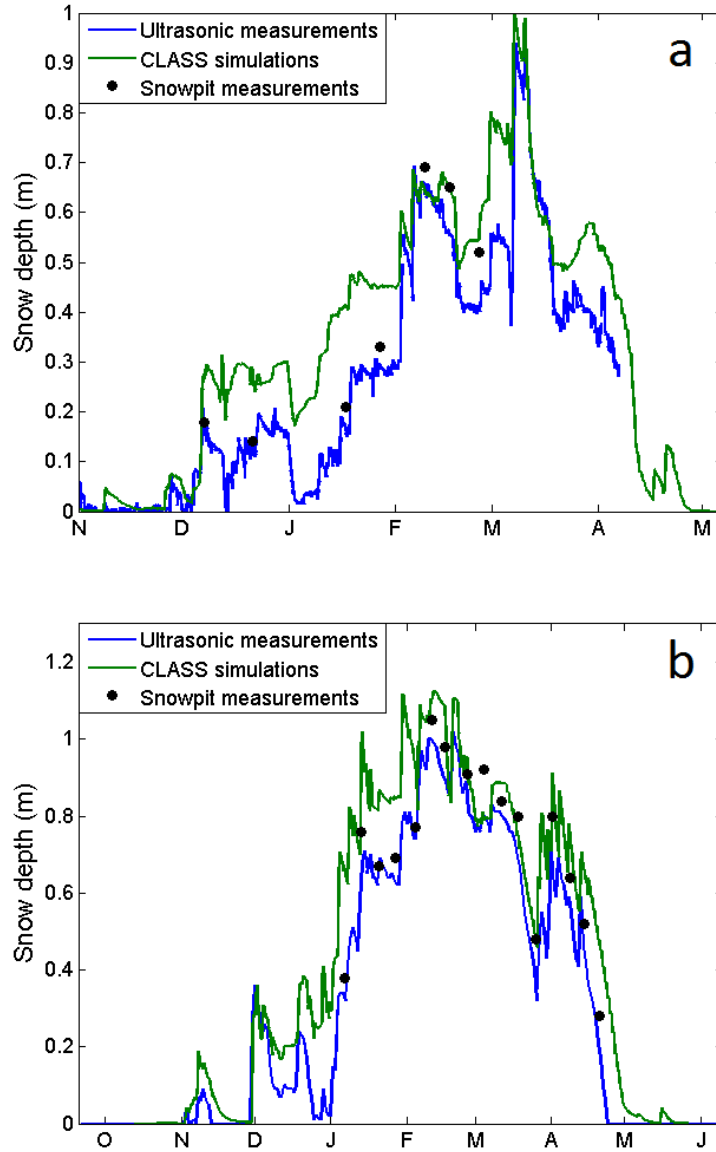 1
0.9
0.8
0.7
0.6
0.5
0.4
0.3
0.2
0.1
0
Snow depth (m)
Ultrasonic measurements
CLASS simulations
Snowpit measurements
a
N D J F M A M
1.2
1
0.8
0.6
0.4
0.2
0
Snow depth (m)
Ultrasonic measurements
CLASS simulations
Snowpit measurements
b
O N D J F M A M J